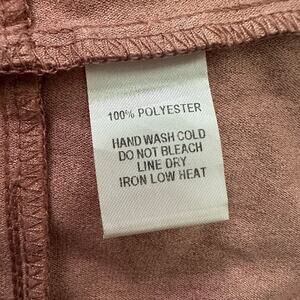 100% POLYESTER
HAND WASH COLD
DO NOT BLEACH
LINE DRY
IRON LOW HEAT